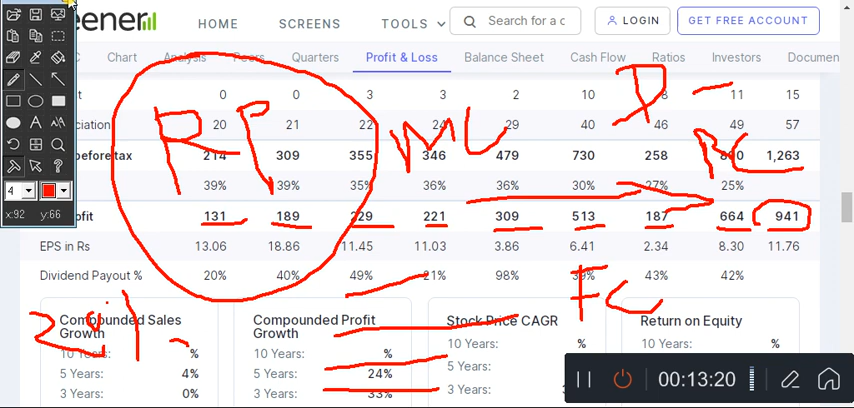 eener
HOME SCREENS TOOLS Search for a c LOGIN GET FREE ACCOUNT
Chart Analysis Peers Quarters Profit & Loss Balance Sheet Cash Flow Ratios Investors Documen
0 0 3 3 2 10 8 11 15
20 21 22 29 40 46 49 57
before tax 214 309 355 346 479 730 258 1,263
39% 39% 35% 36% 36% 30% 27% 25%
131 189 229 221 309 513 187 664 941
EPS in Rs 13.06 18.86 11.45 11.03 3.86 6.41 2.34 8.30 11.76
Dividend Payout % 20% 40% 49% 21% 98% 39% 43% 42%
RP MU P RC
FC
Compounded Sales Growth
10 Years: %
5 Years: 4%
3 Years: 0%
Compounded Profit Growth
10 Years: %
5 Years: 24%
3 Years: 33%
Stock Price CAGR
10 Years: %
5 Years:
3 Years:
Return on Equity
10 Years: %
4
x:92 y:66
00:13:20